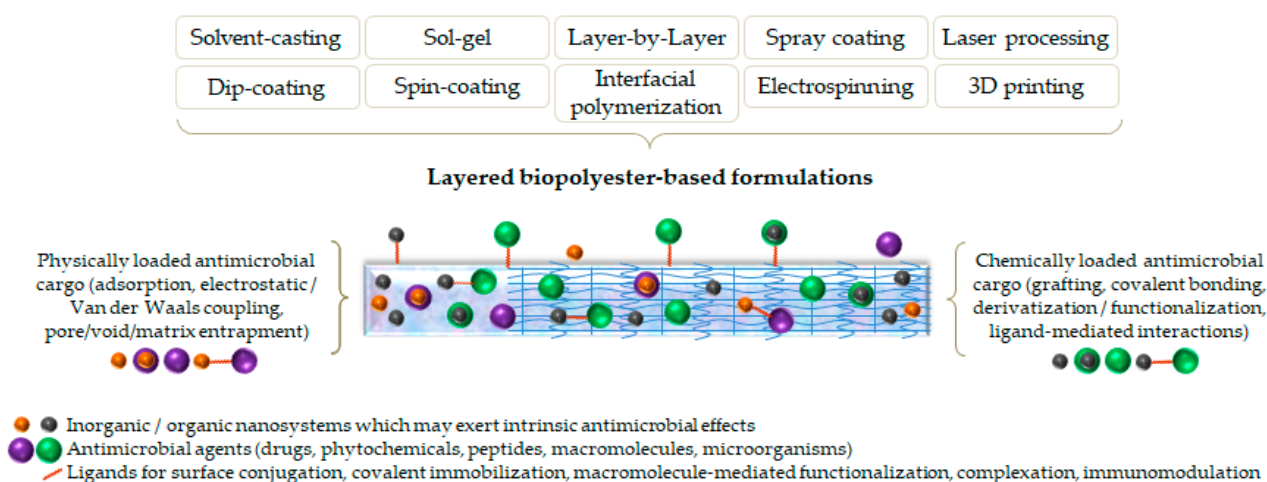 Solvent-casting
Sol-gel
Layer-by-Layer
Spray coating
Laser processing
Dip-coating
Spin-coating
Interfacial
polymerization
Electrospinning
3D printing
Layered biopolyester-based formulations
Physically loaded antimicrobial
cargo (adsorption, electrostatic /
Van der Waals coupling,
pore/void/matrix entrapment)
Chemically loaded antimicrobial
cargo (grafting, covalent bonding,
derivatization / functionalization,
ligand-mediated interactions)
Inorganic / organic nanosystems which may exert intrinsic antimicrobial effects
Antimicrobial agents (drugs, phytochemicals, peptides, macromolecules, microorganisms)
Ligands for surface conjugation, covalent immobilization, macromolecule-mediated functionalization, complexation, immunomodulation